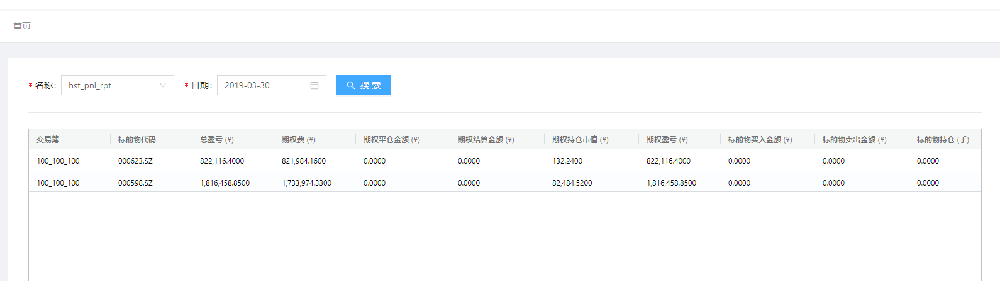 首页
* 名称: hst_pnl_rpt * 日期: 2019-03-30 搜 索
交易簿 标的物代码 总盈亏 (¥) 期权费 (¥) 期权平仓金额 (¥) 期权结算金额 (¥) 期权持仓市值 (¥) 期权盈亏 (¥) 标的物买入金额 (¥) 标的物卖出金额 (¥) 标的物持仓 (手)
100_100_100 000623.SZ 822,116.4000 821,984.1600 0.0000 0.0000 132.2400 822,116.4000 0.0000 0.0000 0.0000
100_100_100 000598.SZ 1,816,458.8500 1,733,974.3300 0.0000 0.0000 82,484.5200 1,816,458.8500 0.0000 0.0000 0.0000